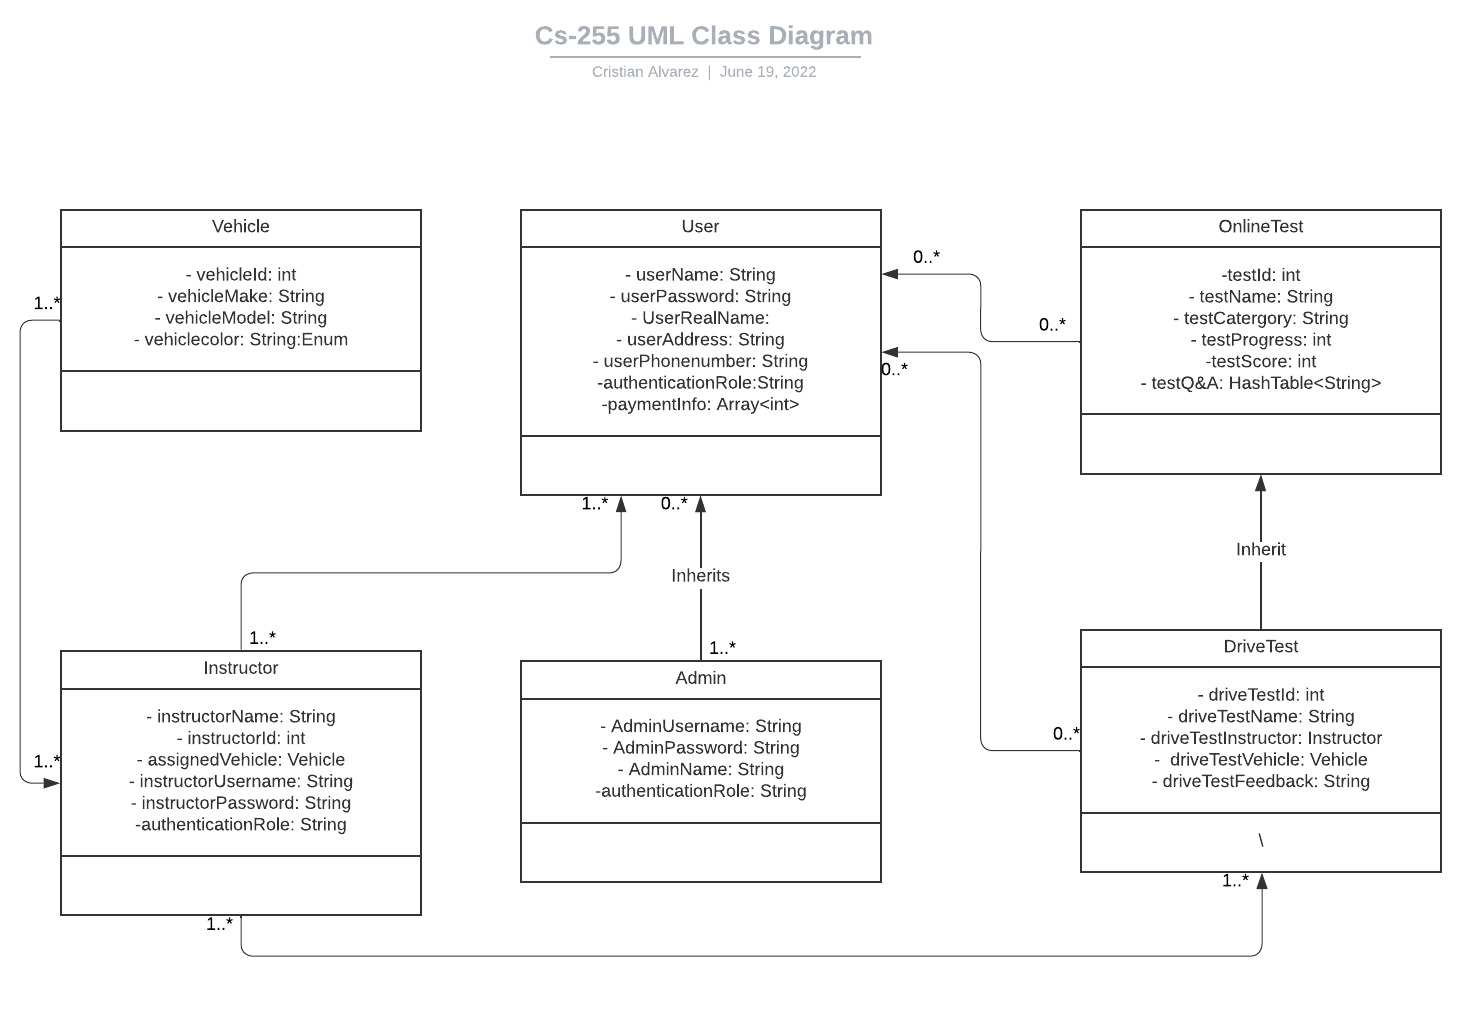 Cs-255 UML Class Diagram
Cristian Alvarez | June 19, 2022
Vehicle
- vehicleId: int
- vehicleMake: String
- vehicleModel: String
- vehiclecolor: String:Enum
1..*
User
- userName: String
- userPassword: String
- UserRealName:
- userAddress: String
- userPhonenumber: String
-authenticationRole:String
-paymentInfo: Array<int>
0..*
0..*
0..*
OnlineTest
-testId: int
- testName: String
- testCatergory: String
- testProgress: int
-testScore: int
- testQ&A: HashTable<String>
1..*
0..*
Inherits
Inherit
1..*
1..*
Instructor
- instructorName: String
- instructorId: int
- assignedVehicle: Vehicle
- instructorUsername: String
- instructorPassword: String
-authenticationRole: String
1..*
1..*
Admin
- AdminUsername: String
- AdminPassword: String
- AdminName: String
-authenticationRole: String
DriveTest
- driveTestId: int
- driveTestName: String
- driveTestInstructor: Instructor
- driveTestVehicle: Vehicle
- driveTestFeedback: String
\
0..*
1..*